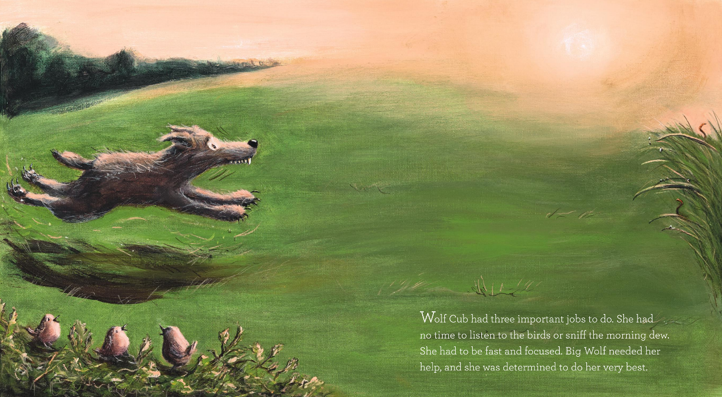 Wolf Cub had three important jobs to do. She had
no time to listen to the birds or sniff the morning dew.
She had to be fast and focused. Big Wolf needed her
help, and she was determined to do her very best.